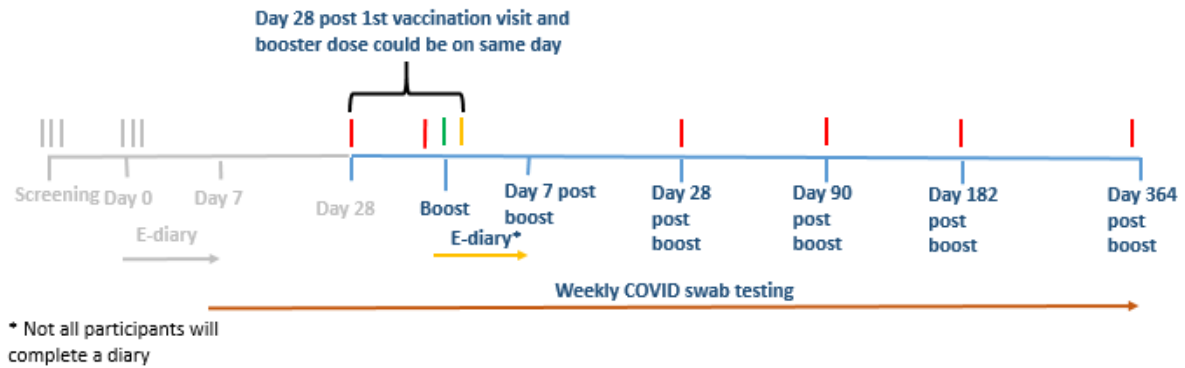 Day 28 post 1st vaccination visit and
booster dose could be on same day
Screening
Day 0
Day 7
Day 28
Boost
Day 7 post
boost
Day 28
post
boost
Day 90
post
boost
Day 182
post
boost
Day 364
post
boost
E-diary
E-diary*
Weekly COVID swab testing
* Not all participants will
complete a diary